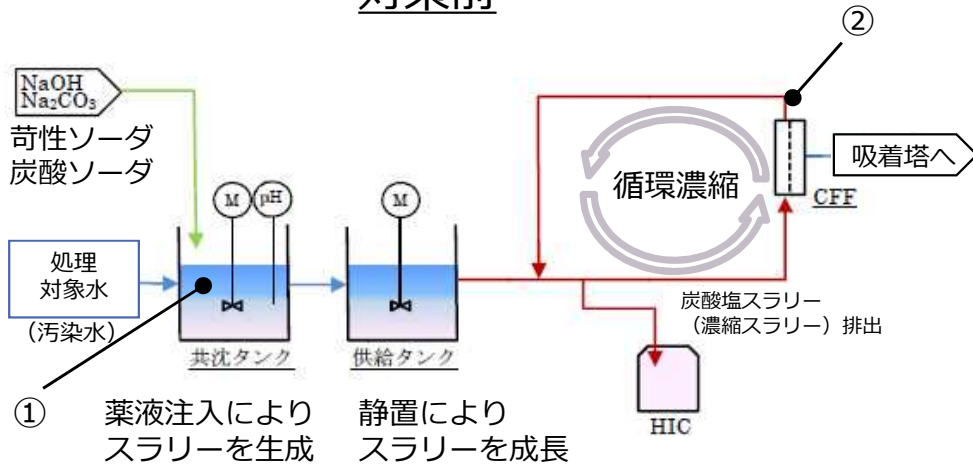 対策前
②
NaOH
Na₂CO₃
苛性ソーダ
炭酸ソーダ
吸着塔へ
循環濃縮
CFF
M
pH
M
処理
対象水
(汚染水)
炭酸塩スラリー
(濃縮スラリー)排出
共沈タンク
供給タンク
①
薬液注入により
スラリーを生成
静置により
スラリーを成長
HIC